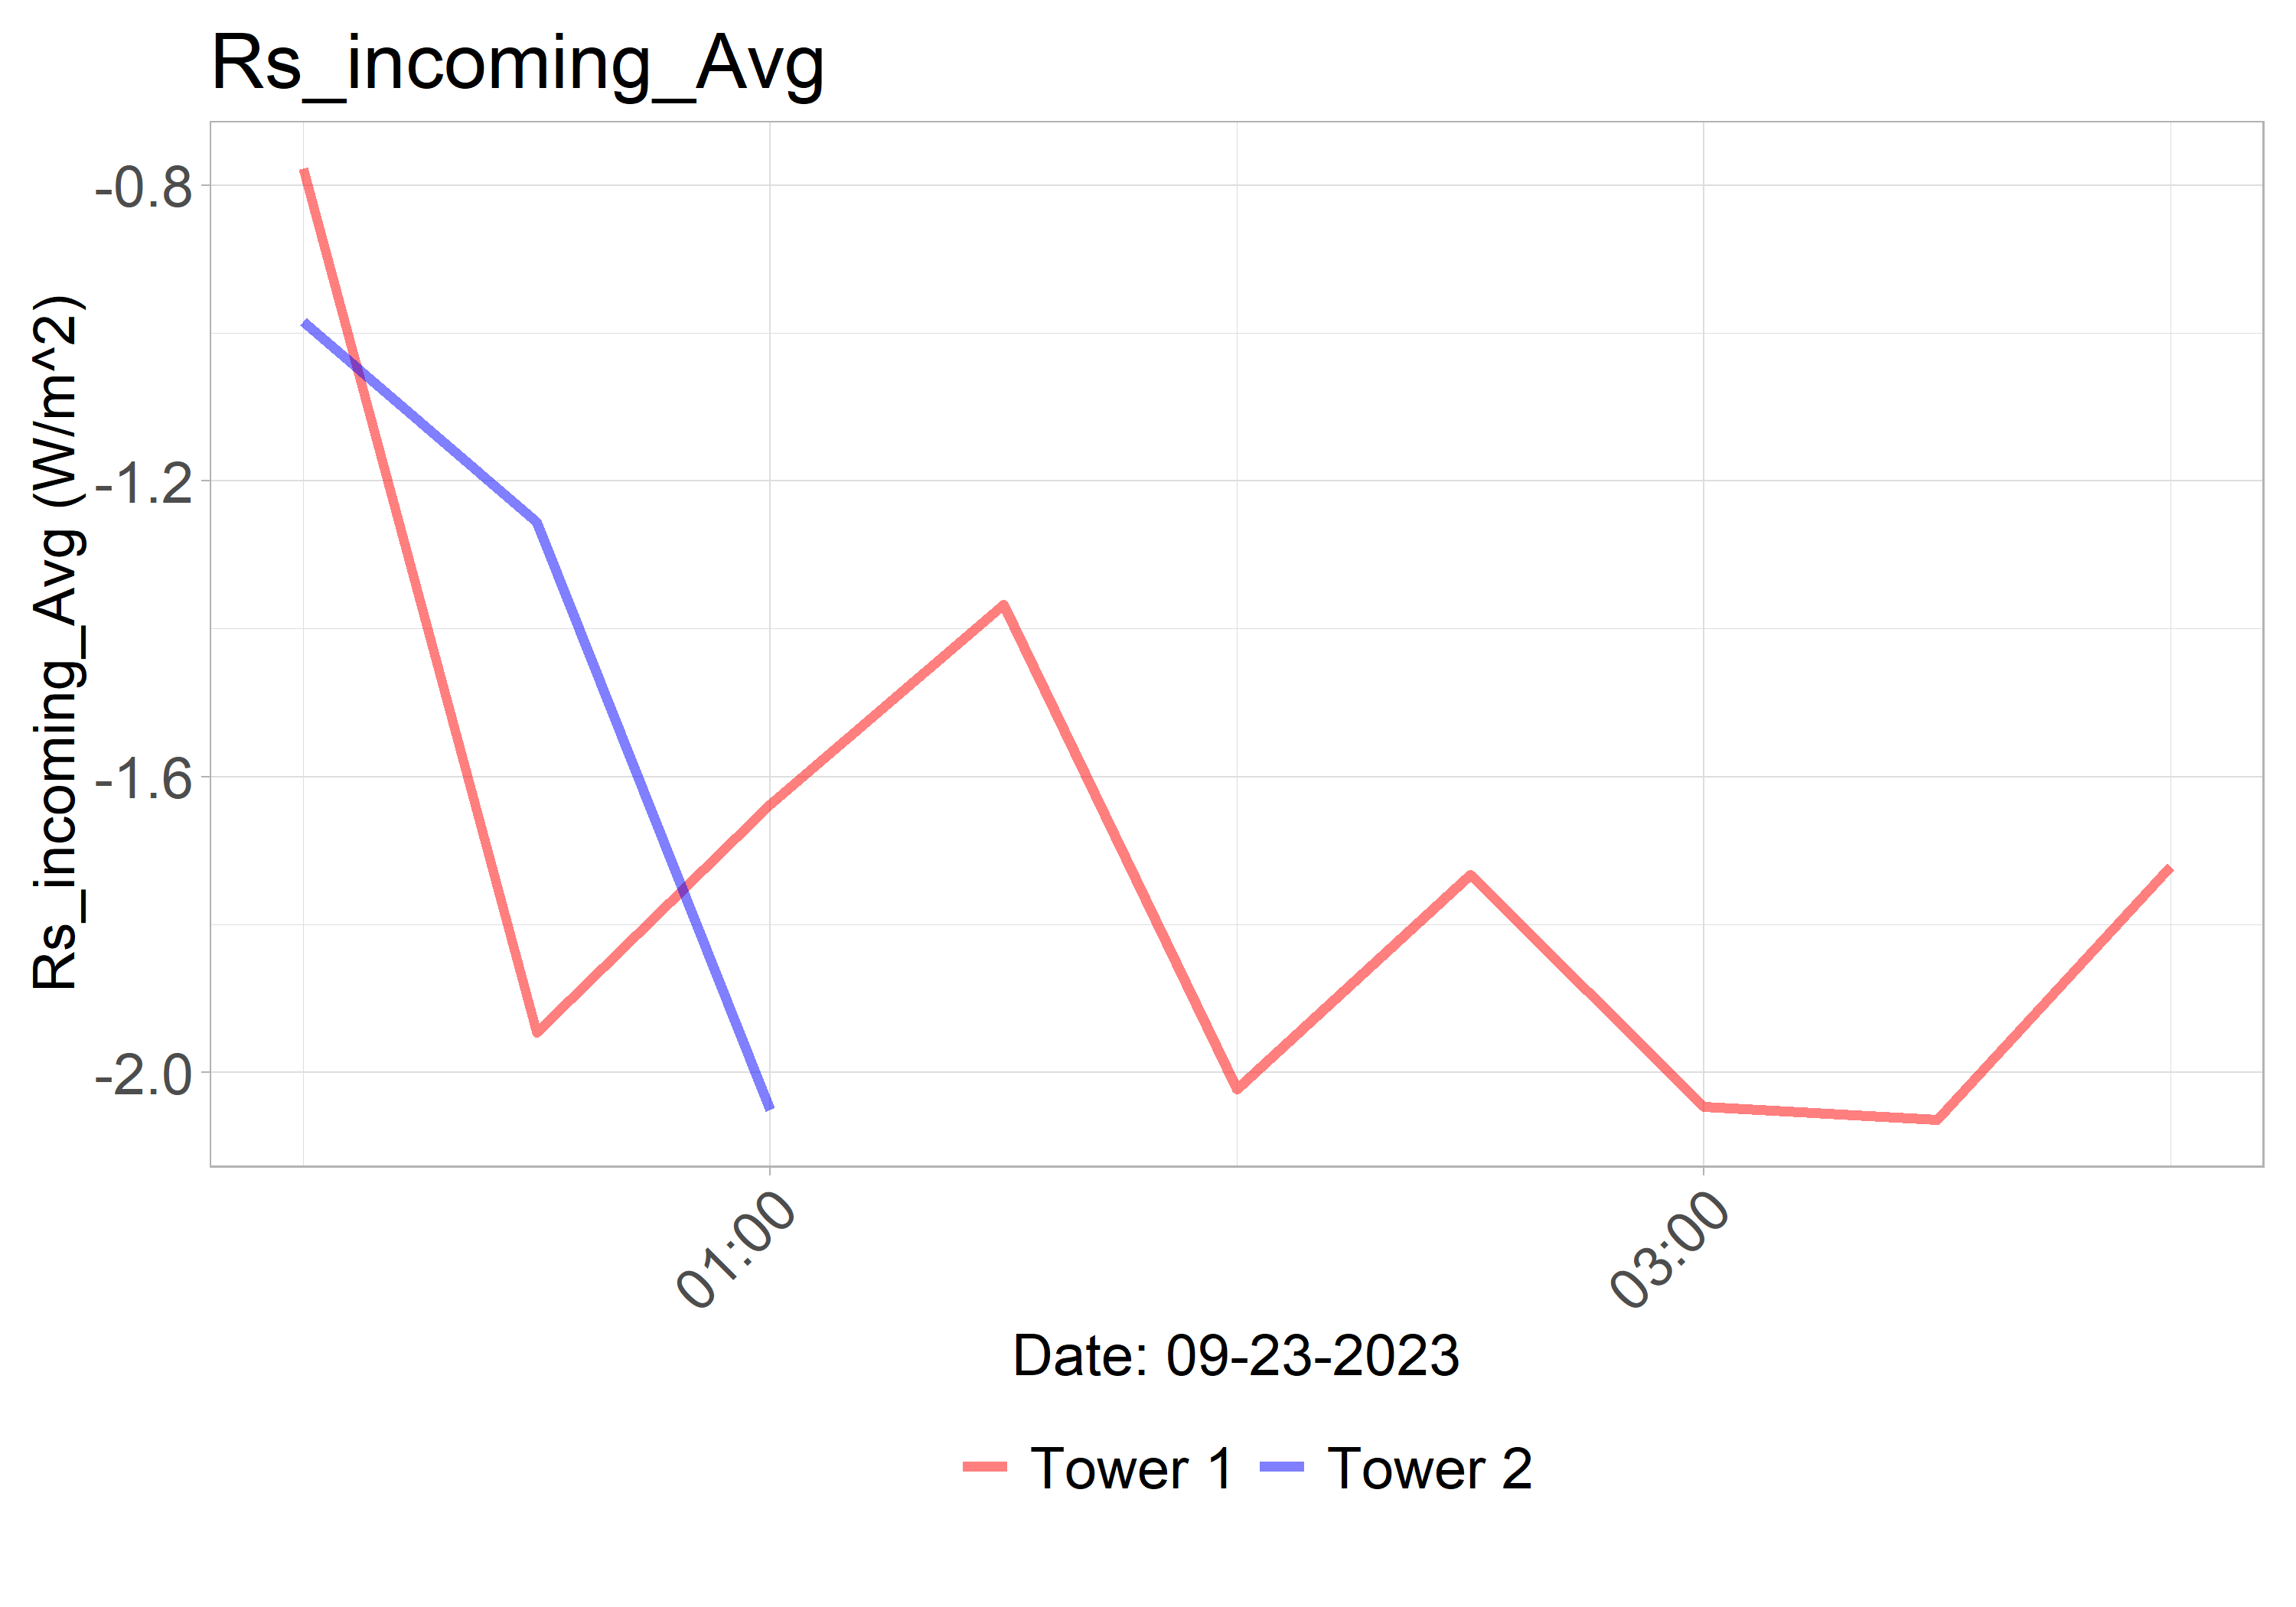 Rs_incoming_Avg
Rs_incoming_Avg (W/m^2)
-0.8
-1.2
-1.6
-2.0
01:00
03:00
Date: 09-23-2023
Tower 1
Tower 2